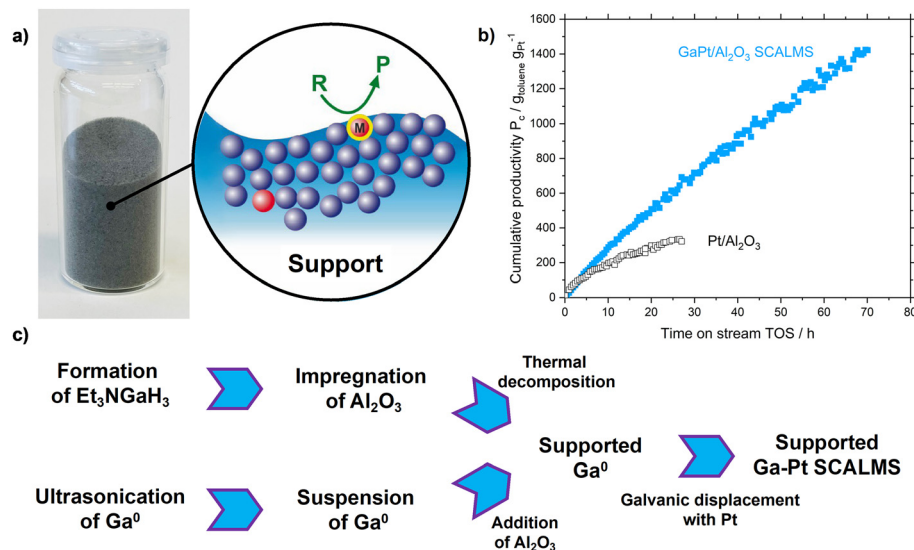 a)
R
P
M
Support
b)
Cumulative productivity P_c / g_toluene g_Pt^-1
1600
1400
1200
1000
800
600
400
200
0
GaPt/Al₂O₃ SCALMS
Pt/Al₂O₃
0 10 20 30 40 50 60 70 80
Time on stream TOS / h
c)
Formation
of Et₃NGaH₃
Impregnation
of Al₂O₃
Thermal
decomposition
Ultrasonication
of Ga⁰
Suspension
of Ga⁰
Addition
of Al₂O₃
Supported
Ga⁰
Galvanic displacement
with Pt
Supported
Ga-Pt SCALMS